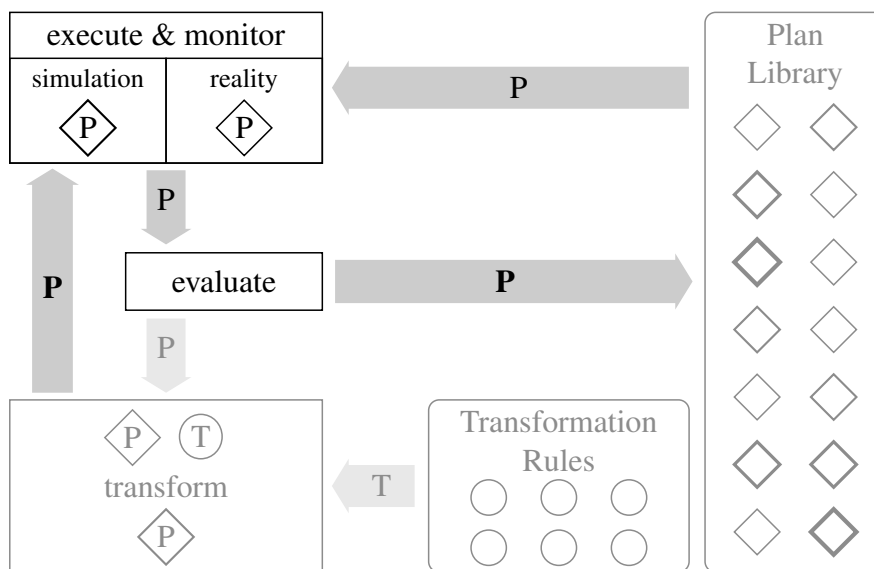 execute & monitor
simulation
reality
P
P
P
Plan
Library
P
P
evaluate
P
P
P
T
transform
P
T
Transformation
Rules